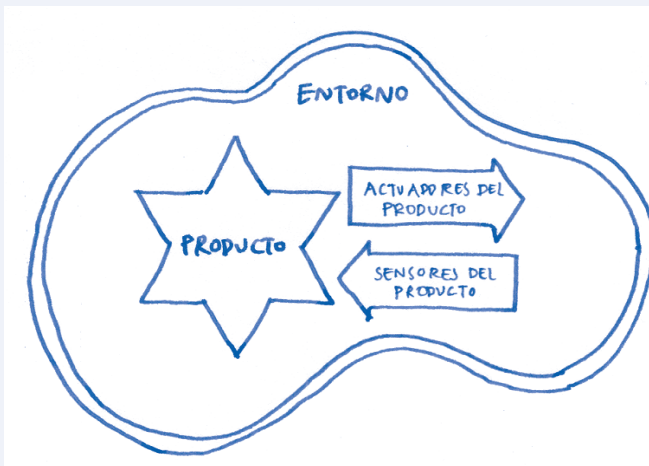 ENTORNO
PRODUCTO
ACTUADORES DEL
PRODUCTO
SENSORES DEL
PRODUCTO